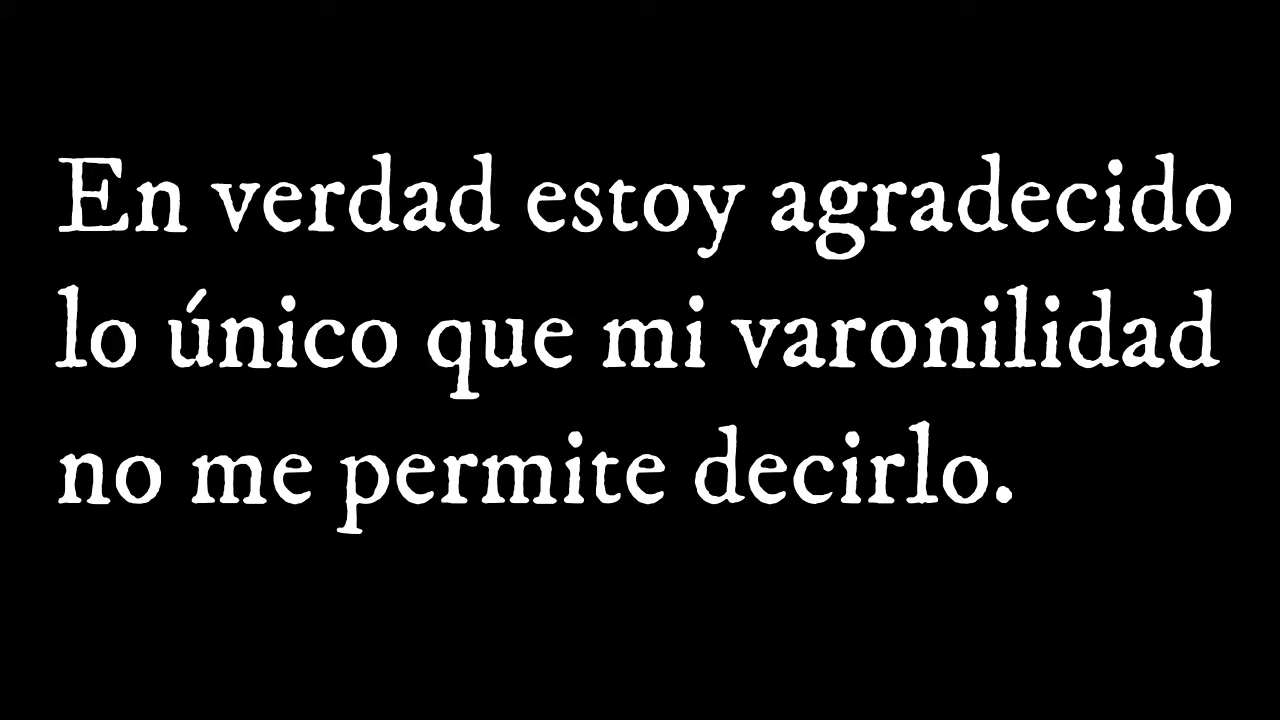 En verdad estoy agradecido
lo único que mi varonilidad
no me permite decirlo.